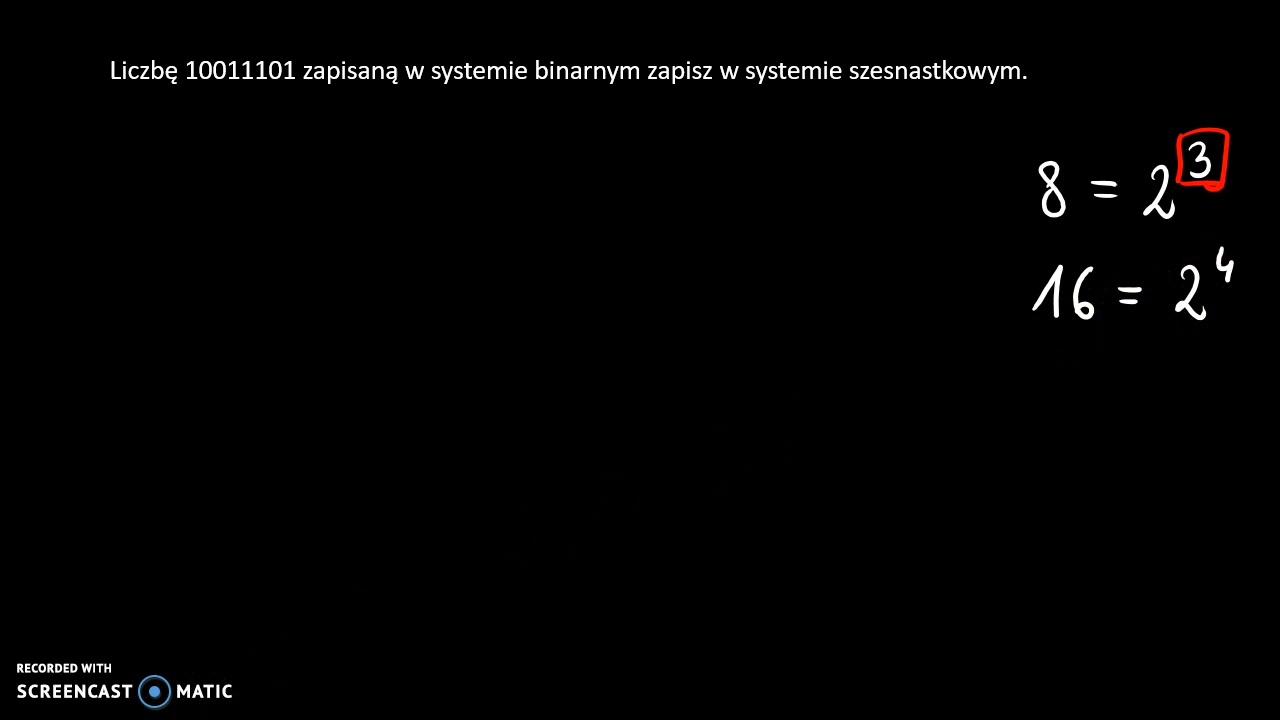 Liczbę 10011101 zapisaną w systemie binarnym zapisz w systemie szesnastkowym.
8 = 2³
16 = 2⁴
RECORDED WITH
SCREENCAST MATIC